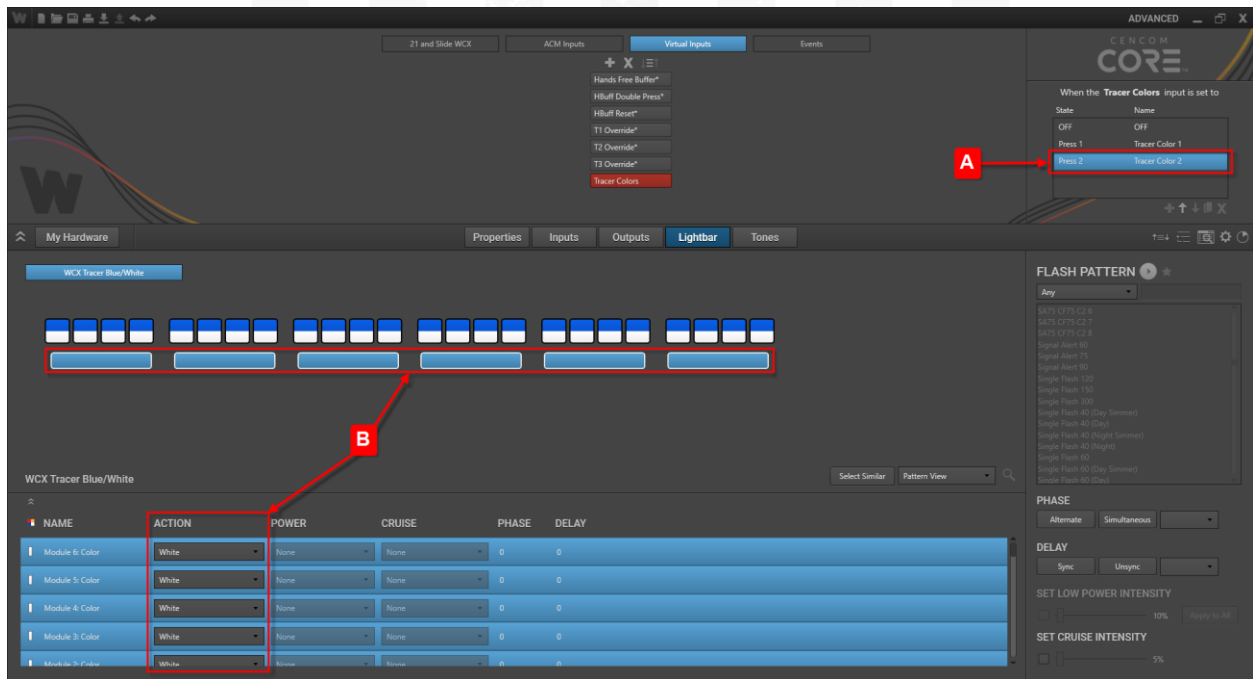 W
ADVANCED
21 and Slide WCX
ACM Inputs
Virtual Inputs
Events
CENCOM
CORE™
Hands Free Buffer*
HBuff Double Press*
HBuff Reset*
T1 Override*
T2 Override*
T3 Override*
Tracer Colors
When the Tracer Colors input is set to
State Name
OFF OFF
Press 1 Tracer Color 1
Press 2 Tracer Color 2
A
W
My Hardware
Properties
Inputs
Outputs
Lightbar
Tones
WCX Tracer Blue/White
B
WCX Tracer Blue/White
Select Similar
Pattern View
NAME ACTION POWER CRUISE PHASE DELAY
Module 6: Color White None None 0 0
Module 5: Color White None None 0 0
Module 4: Color White None None 0 0
Module 3: Color White None None 0 0
Module 2: Color White None None 0 0
FLASH PATTERN
Any
SA75 CF75 C2 6
SA75 CF75 C2 7
SA75 CF75 C2 8
Signal Alert 60
Signal Alert 75
Signal Alert 90
Single Flash 120
Single Flash 150
Single Flash 300
Single Flash 40 (Day Simmer)
Single Flash 40 (Day)
Single Flash 40 (Night Simmer)
Single Flash 40 (Night)
Single Flash 60
Single Flash 60 (Day Simmer)
Single Flash 60 (Day)
PHASE
Alternate Simultaneous
DELAY
Sync Unsync
SET LOW POWER INTENSITY
10% Apply to All
SET CRUISE INTENSITY
5%